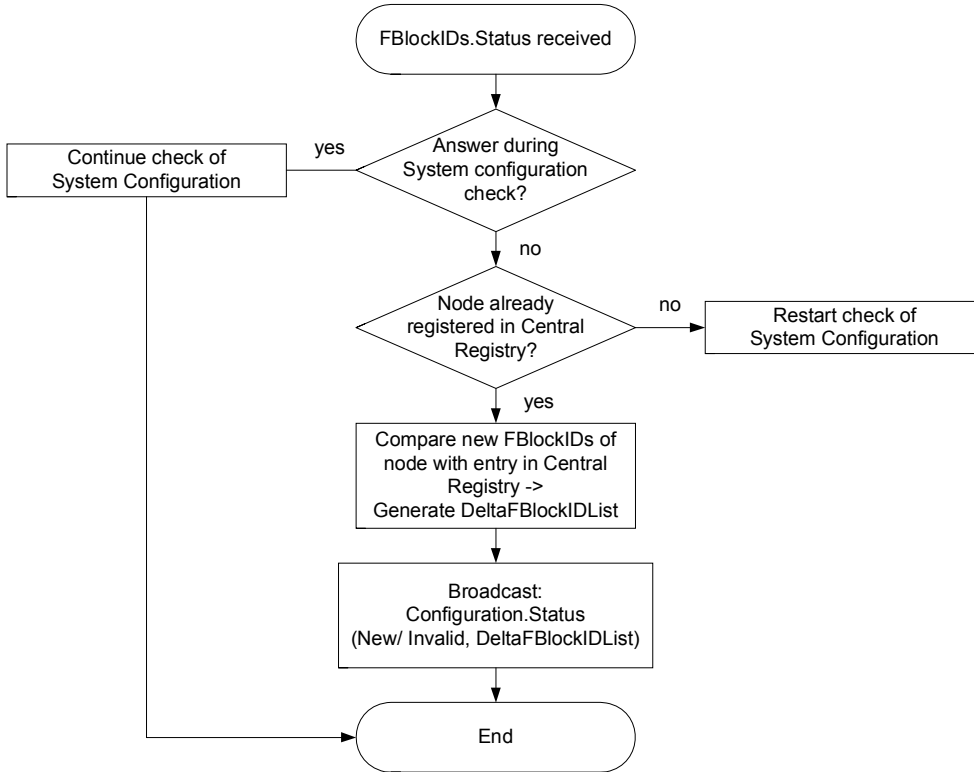 FBlockIDs.Status received
Answer during
System configuration
check?
yes
Continue check of
System Configuration
no
Node already
registered in Central
Registry?
no
Restart check of
System Configuration
yes
Compare new FBlockIDs of
node with entry in Central
Registry ->
Generate DeltaFBlockIDList
Broadcast:
Configuration.Status
(New/ Invalid, DeltaFBlockIDList)
End